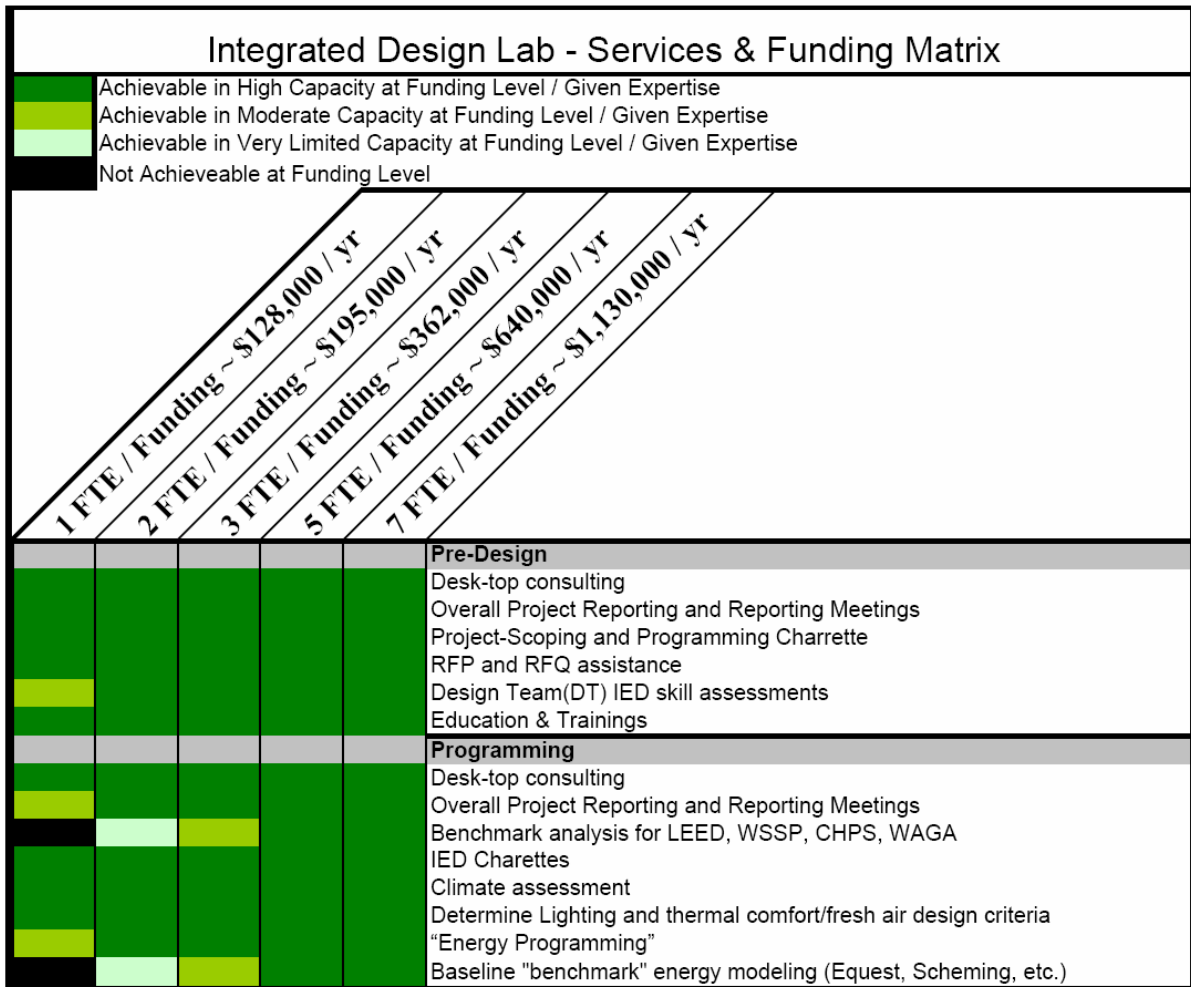 Integrated Design Lab - Services & Funding Matrix
Achievable in High Capacity at Funding Level / Given Expertise
Achievable in Moderate Capacity at Funding Level / Given Expertise
Achievable in Very Limited Capacity at Funding Level / Given Expertise
Not Achieveable at Funding Level
1 FTE / Funding ~ $128,000 / yr
2 FTE / Funding ~ $195,000 / yr
3 FTE / Funding ~ $362,000 / yr
5 FTE / Funding ~ $640,000 / yr
7 FTE / Funding ~ $1,130,000 / yr
Pre-Design
Desk-top consulting
Overall Project Reporting and Reporting Meetings
Project-Scoping and Programming Charrette
RFP and RFQ assistance
Design Team(DT) IED skill assessments
Education & Trainings
Programming
Desk-top consulting
Overall Project Reporting and Reporting Meetings
Benchmark analysis for LEED, WSSP, CHPS, WAGA
IED Charettes
Climate assessment
Determine Lighting and thermal comfort/fresh air design criteria
“Energy Programming”
Baseline "benchmark" energy modeling (Equest, Scheming, etc.)